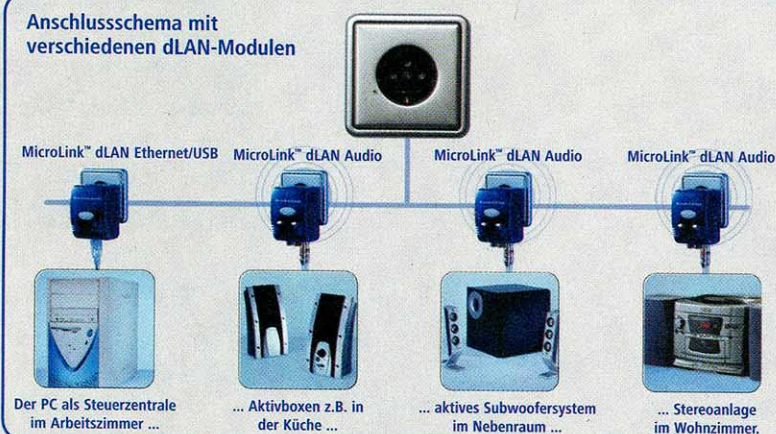 Anschlussschema mit
verschiedenen dLAN-Modulen
MicroLink™ dLAN Ethernet/USB
MicroLink™ dLAN Audio
MicroLink™ dLAN Audio
MicroLink™ dLAN Audio
Der PC als Steuerzentrale
im Arbeitszimmer ...
... Aktivboxen z.B. in
der Küche ...
... aktives Subwoofersystem
im Nebenraum ...
... Stereoanlage
im Wohnzimmer.